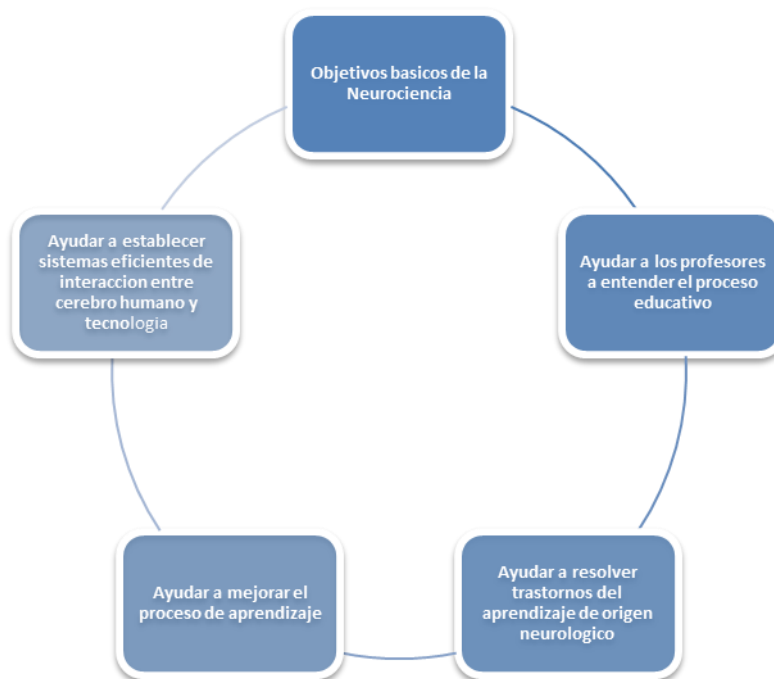 Objetivos basicos de la
Neurociencia
Ayudar a los profesores
a entender el proceso
educativo
Ayudar a resolver
trastornos del
aprendizaje de origen
neurologico
Ayudar a mejorar el
proceso de aprendizaje
Ayudar a establecer
sistemas eficientes de
interaccion entre
cerebro humano y
tecnologia